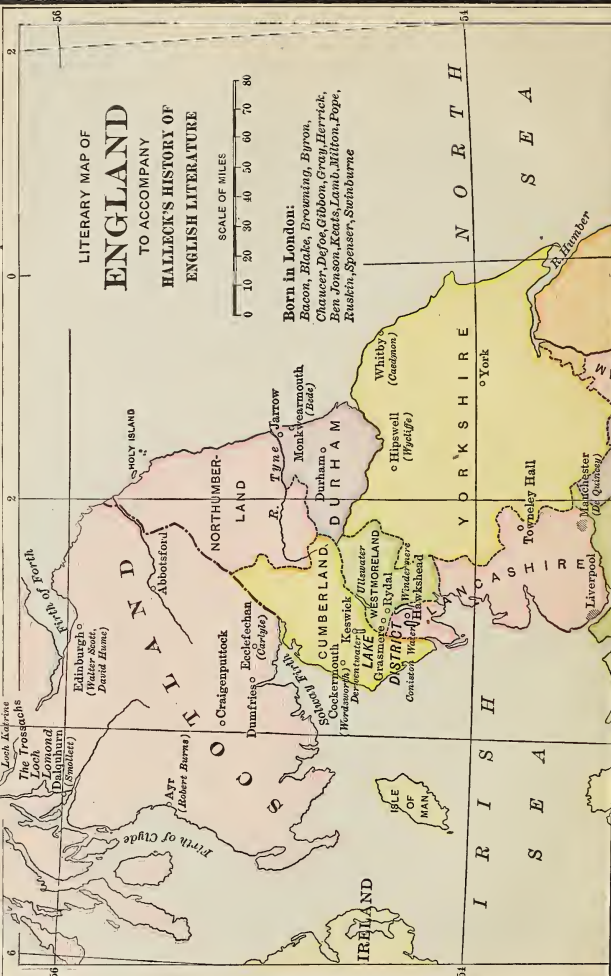 LITERARY MAP OF
ENGLAND
TO ACCOMPANY
HALLECK'S HISTORY OF
ENGLISH LITERATURE
SCALE OF MILES
0 10 20 30 40 50 60 70 80
Born in London:
Bacon, Blake, Browning, Byron,
Chaucer, Defoe, Gibbon, Gray, Herrick,
Ben Jonson, Keats, Lamb, Milton, Pope,
Ruskin, Spenser, Swinburne
6
2
0
2
56
56
54
54
Loch Katrine
The Trossachs
Loch
Lomond
Dalquhurn
(Smollett)
Firth of Forth
Edinburgh
(Walter Scott,
David Hume)
HOLY ISLAND
Abbotsford
SCOTLAND
Ayr
(Robert Burns)
Firth of Clyde
Craigenputtock
Dumfries
Ecclefechan
(Carlyle)
Solway Firth
NORTHUMBER-
LAND
R. Tyne
Jarrow
Monkwearmouth
(Bede)
Durham
DURHAM
CUMBERLAND
Cockermouth
(Wordsworth)
Keswick
Derwentwater
Ullswater
LAKE
DISTRICT
WESTMORELAND
Grasmere
Rydal
Windermere
Hawkshead
Coniston Water
Whitby
(Caedmon)
Hipswell
(Wycliffe)
YORKSHIRE
York
R. Humber
NORTH
SEA
ISLE
OF
MAN
IRELAND
IRISH
SEA
LANCASHIRE
Towneley Hall
Manchester
(De Quincey)
Liverpool